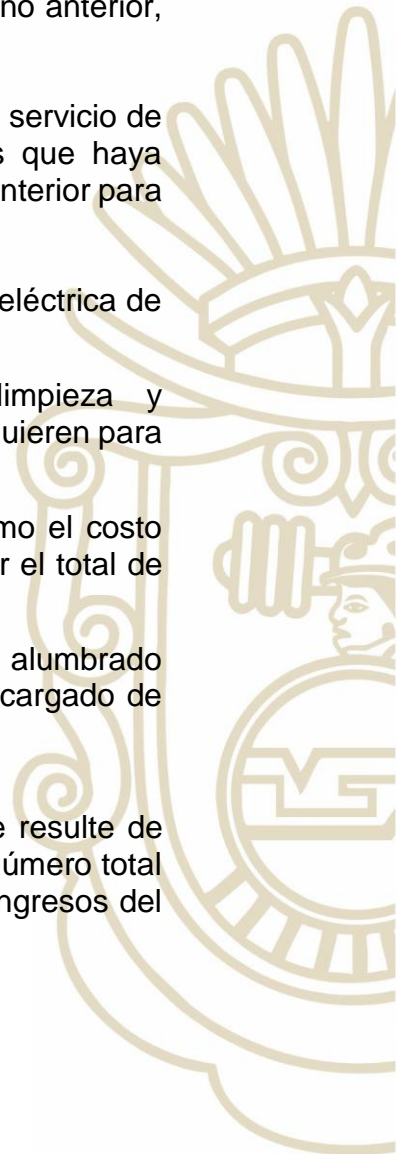 no anterior,
servicio de
s que haya
nterior para
eléctrica de
limpieza y
quieren para
mo el costo
r el total de
alumbrado
cargado de
e resulte de
úmero total
ngresos del